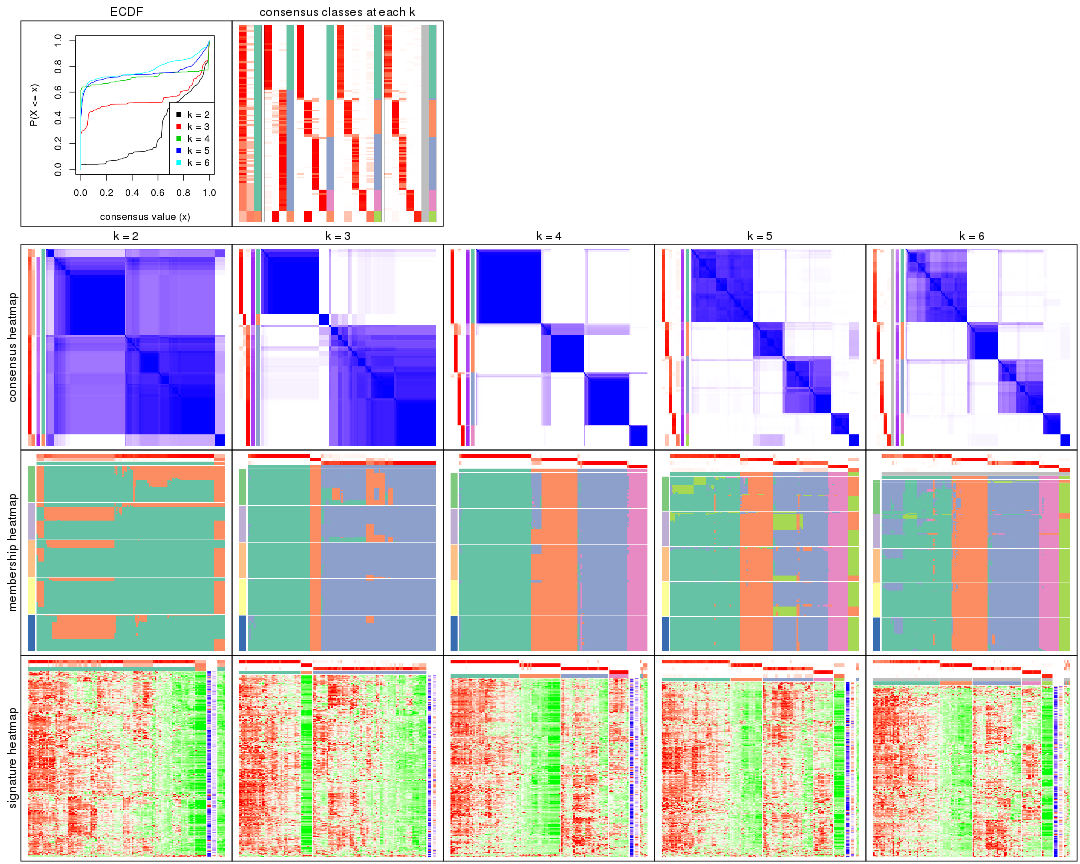 ECDF
consensus classes at each k
P(X <= x)
0.0 0.2 0.4 0.6 0.8 1.0
k = 2
k = 3
k = 4
k = 5
k = 6
0.0 0.2 0.4 0.6 0.8 1.0
consensus value (x)
k = 2
k = 3
k = 4
k = 5
k = 6
consensus heatmap
membership heatmap
signature heatmap